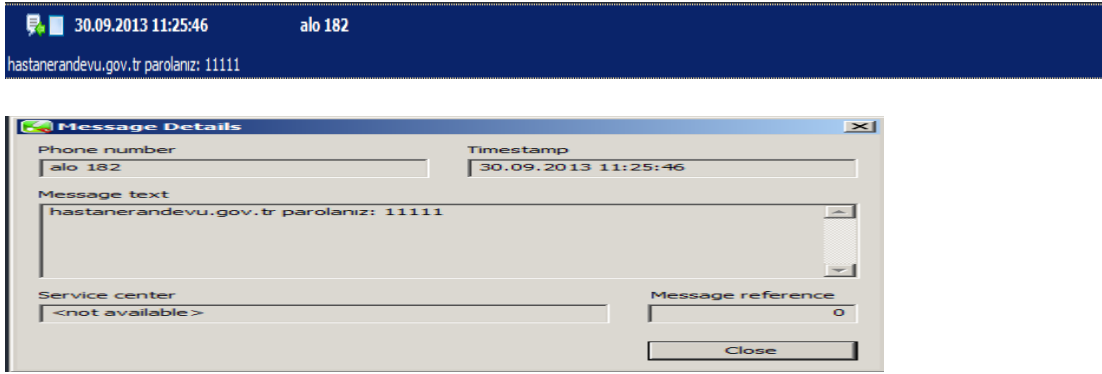 30.09.2013 11:25:46 alo 182
hastanerandevu.gov.tr parolanız: 11111
Message Details
Phone number Timestamp
alo 182 30.09.2013 11:25:46
Message text
hastanerandevu.gov.tr parolanız: 11111
Service center Message reference
<not available> 0
Close